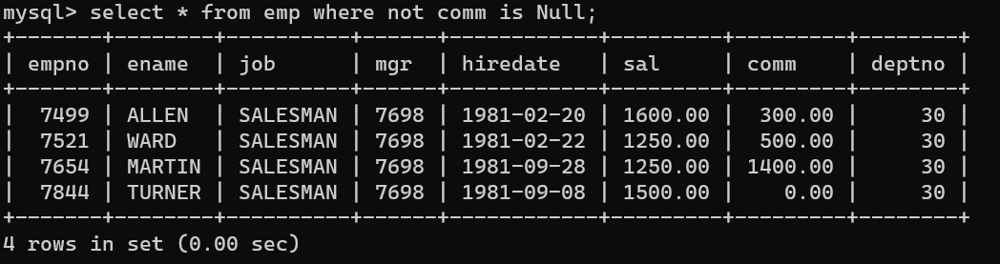 mysql> select * from emp where not comm is Null;
+-------+--------+----------+------+------------+---------+---------+--------+
| empno | ename  | job      | mgr  | hiredate   | sal     | comm    | deptno |
+-------+--------+----------+------+------------+---------+---------+--------+
|  7499 | ALLEN  | SALESMAN | 7698 | 1981-02-20 | 1600.00 |  300.00 |     30 |
|  7521 | WARD   | SALESMAN | 7698 | 1981-02-22 | 1250.00 |  500.00 |     30 |
|  7654 | MARTIN | SALESMAN | 7698 | 1981-09-28 | 1250.00 | 1400.00 |     30 |
|  7844 | TURNER | SALESMAN | 7698 | 1981-09-08 | 1500.00 |    0.00 |     30 |
+-------+--------+----------+------+------------+---------+---------+--------+
4 rows in set (0.00 sec)